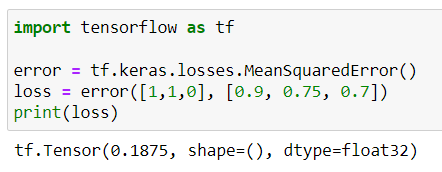 import tensorflow as tf
error = tf.keras.losses.MeanSquaredError()
loss = error([1,1,0], [0.9, 0.75, 0.7])
print(loss)
tf.Tensor(0.1875, shape=(), dtype=float32)